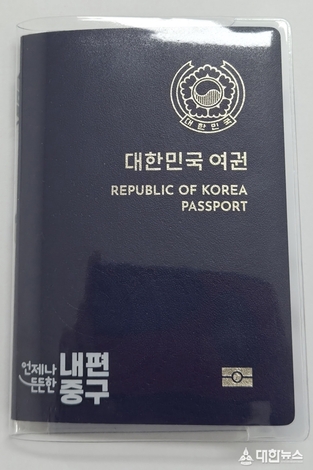 대한민국
대한민국 여권
REPUBLIC OF KOREA
PASSPORT
언제나 내편
든든한 중구
대한뉴스